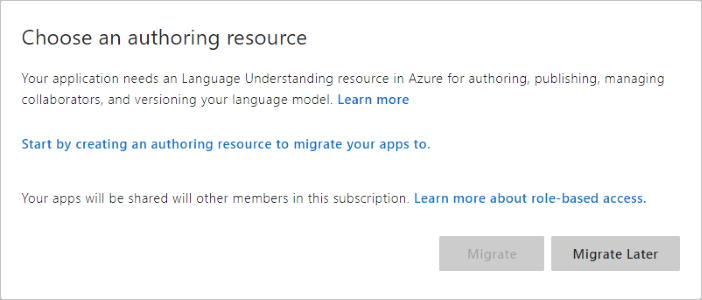 Choose an authoring resource
Your application needs an Language Understanding resource in Azure for authoring, publishing, managing
collaborators, and versioning your language model. Learn more
Start by creating an authoring resource to migrate your apps to.
Your apps will be shared will other members in this subscription. Learn more about role-based access.
Migrate
Migrate Later